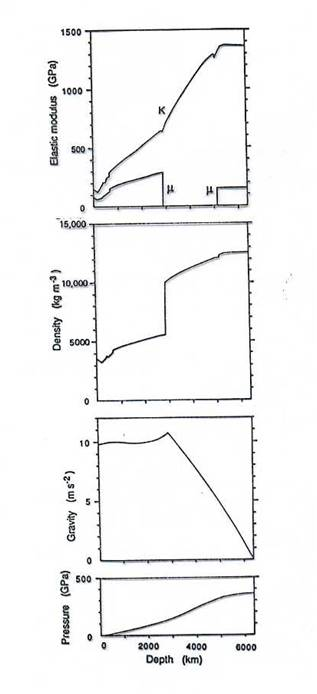 1500
1000
500
0
Elastic modulus (GPa)
K
μ
μ
15,000
10,000
5000
0
Density (kg m-3)
10
5
0
Gravity (m s-2)
500
0
Pressure (GPa)
0 2000 4000 6000
Depth (km)